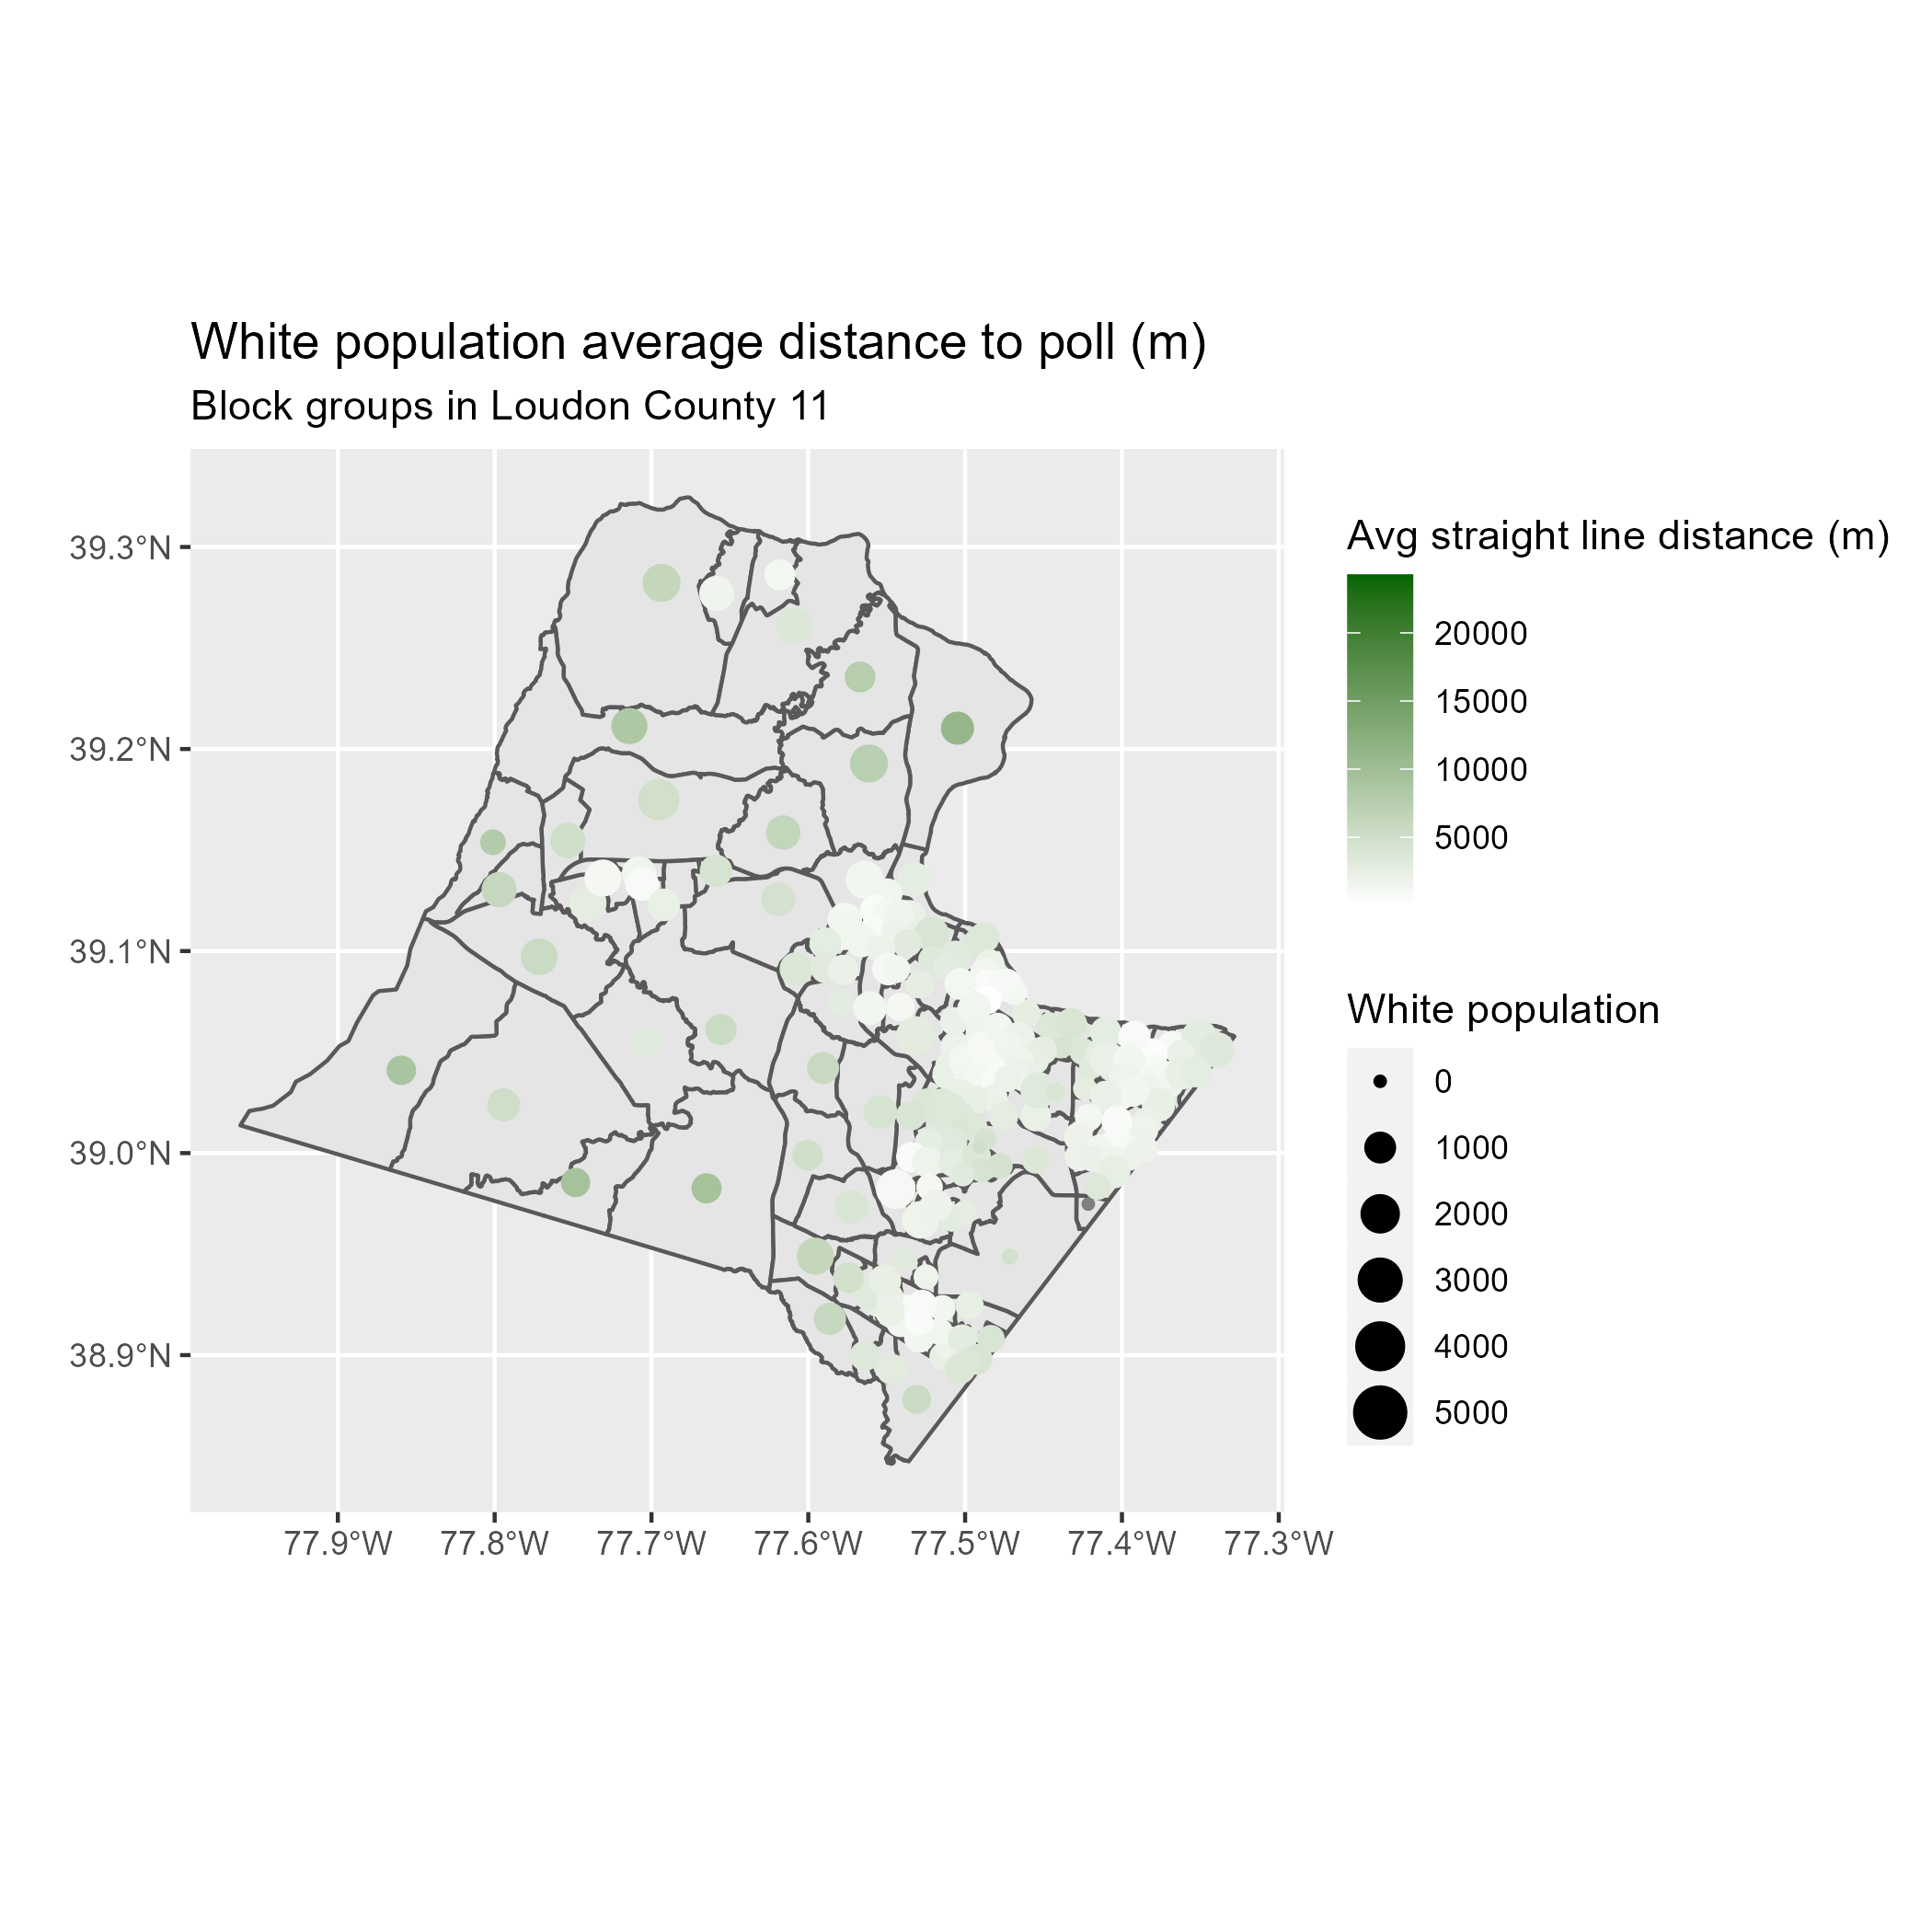 White population average distance to poll (m)
Block groups in Loudon County 11
39.3°N
39.2°N
39.1°N
39.0°N
38.9°N
77.9°W 77.8°W 77.7°W 77.6°W 77.5°W 77.4°W 77.3°W
Avg straight line distance (m)
20000
15000
10000
5000
White population
0
1000
2000
3000
4000
5000